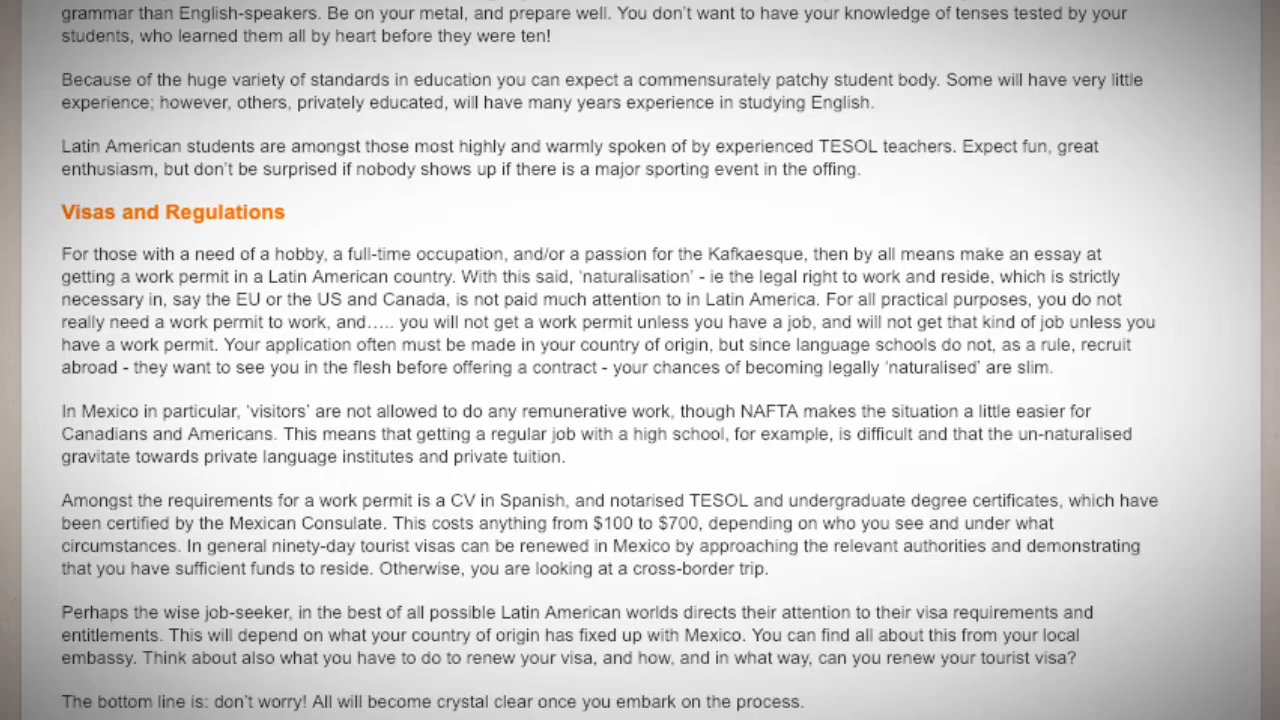 grammar than English-speakers. Be on your metal, and prepare well. You don't want to have your knowledge of tenses tested by your
students, who learned them all by heart before they were ten!
Because of the huge variety of standards in education you can expect a commensurately patchy student body. Some will have very little
experience; however, others, privately educated, will have many years experience in studying English.
Latin American students are amongst those most highly and warmly spoken of by experienced TESOL teachers. Expect fun, great
enthusiasm, but don't be surprised if nobody shows up if there is a major sporting event in the offing.
Visas and Regulations
For those with a need of a hobby, a full-time occupation, and/or a passion for the Kafkaesque, then by all means make an essay at
getting a work permit in a Latin American country. With this said, 'naturalisation' - ie the legal right to work and reside, which is strictly
necessary in, say the EU or the US and Canada, is not paid much attention to in Latin America. For all practical purposes, you do not
really need a work permit to work, and….. you will not get a work permit unless you have a job, and will not get that kind of job unless you
have a work permit. Your application often must be made in your country of origin, but since language schools do not, as a rule, recruit
abroad - they want to see you in the flesh before offering a contract - your chances of becoming legally 'naturalised' are slim.
In Mexico in particular, 'visitors' are not allowed to do any remunerative work, though NAFTA makes the situation a little easier for
Canadians and Americans. This means that getting a regular job with a high school, for example, is difficult and that the un-naturalised
gravitate towards private language institutes and private tuition.
Amongst the requirements for a work permit is a CV in Spanish, and notarised TESOL and undergraduate degree certificates, which have
been certified by the Mexican Consulate. This costs anything from $100 to $700, depending on who you see and under what
circumstances. In general ninety-day tourist visas can be renewed in Mexico by approaching the relevant authorities and demonstrating
that you have sufficient funds to reside. Otherwise, you are looking at a cross-border trip.
Perhaps the wise job-seeker, in the best of all possible Latin American worlds directs their attention to their visa requirements and
entitlements. This will depend on what your country of origin has fixed up with Mexico. You can find all about this from your local
embassy. Think about also what you have to do to renew your visa, and how, and in what way, can you renew your tourist visa?
The bottom line is: don't worry! All will become crystal clear once you embark on the process.